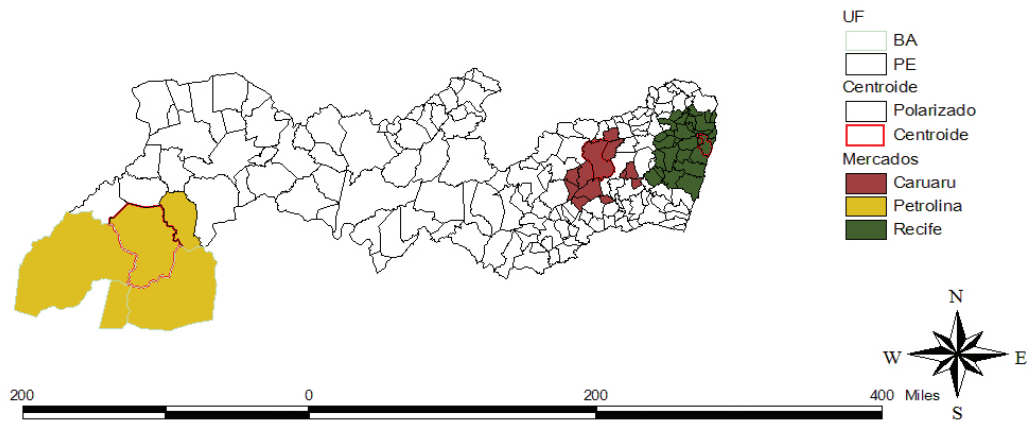 UF
BA
PE
Centroide
Polarizado
Centroide
Mercados
Caruaru
Petrolina
Recife
N
W E
S
200 0 200 400 Miles